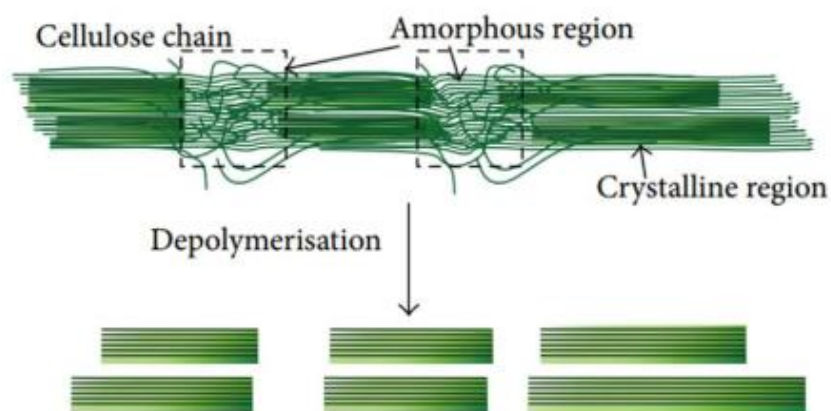 Cellulose chain
Amorphous region
Crystalline region
Depolymerisation